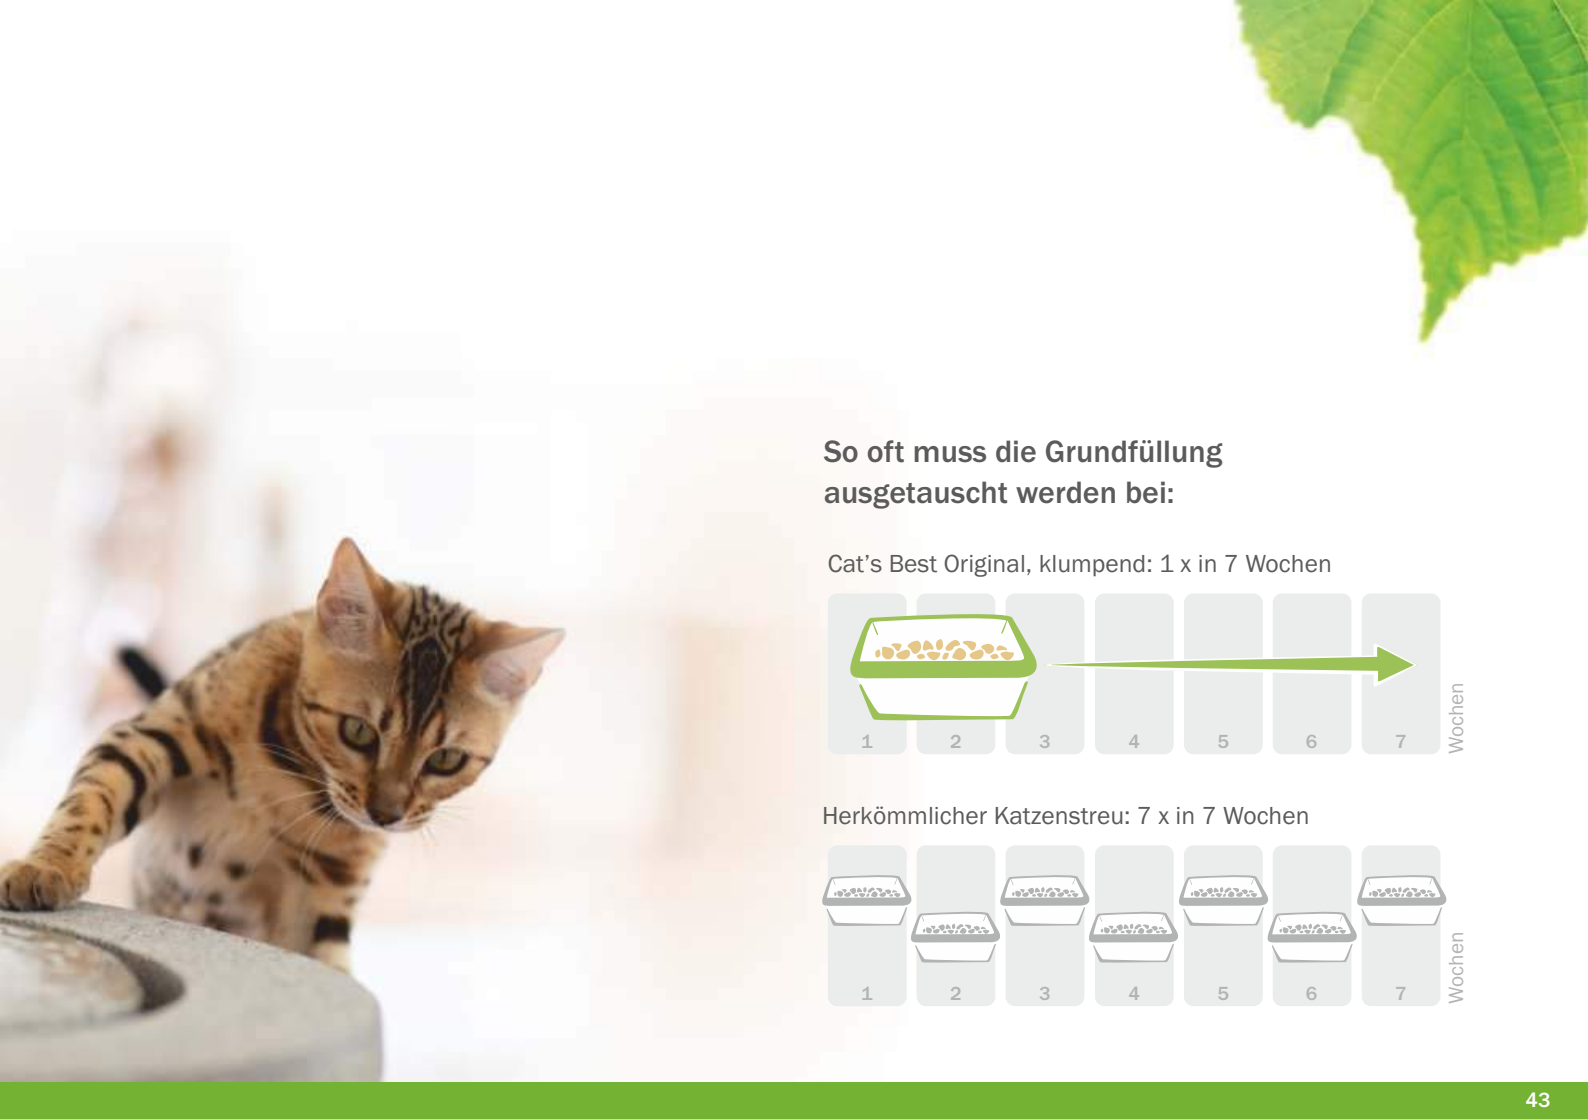 So oft muss die Grundfüllung
ausgetauscht werden bei:
Cat’s Best Original, klumpend: 1 x in 7 Wochen
1 2 3 4 5 6 7
Wochen
Herkömmlicher Katzenstreu: 7 x in 7 Wochen
1 2 3 4 5 6 7
Wochen
43